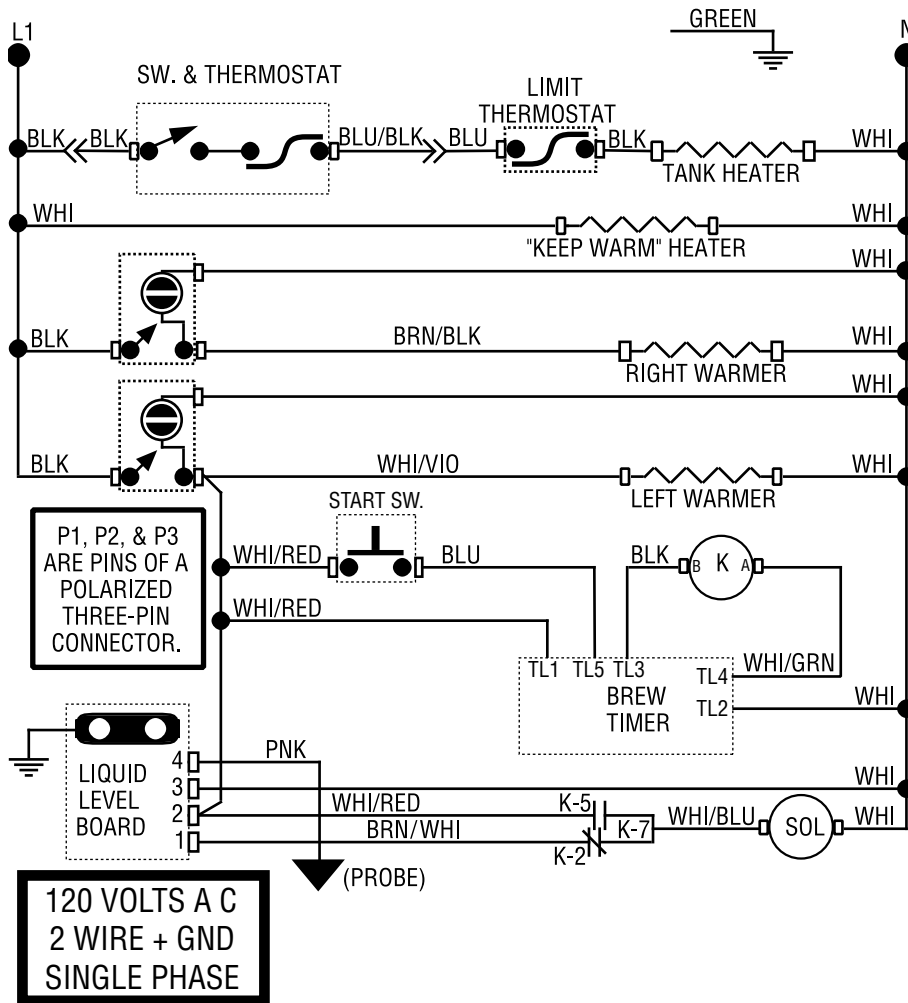 GREEN
L1
N
SW. & THERMOSTAT
LIMIT
THERMOSTAT
BLK
BLK
BLU/BLK
BLU
BLK
WHI
TANK HEATER
WHI
WHI
"KEEP WARM" HEATER
WHI
BLK
BRN/BLK
WHI
RIGHT WARMER
WHI
BLK
WHI/VIO
WHI
LEFT WARMER
START SW.
P1, P2, & P3
ARE PINS OF A
POLARIZED
THREE-PIN
CONNECTOR.
WHI/RED
BLU
BLK
B
K
A
WHI/RED
TL1
TL5
TL3
TL4
WHI/GRN
BREW
TIMER
TL2
WHI
PNK
4
LIQUID
LEVEL
BOARD
3
WHI
2
WHI/RED
K-5
K-7
WHI/BLU
SOL
WHI
1
BRN/WHI
K-2
(PROBE)
120 VOLTS A C
2 WIRE + GND
SINGLE PHASE